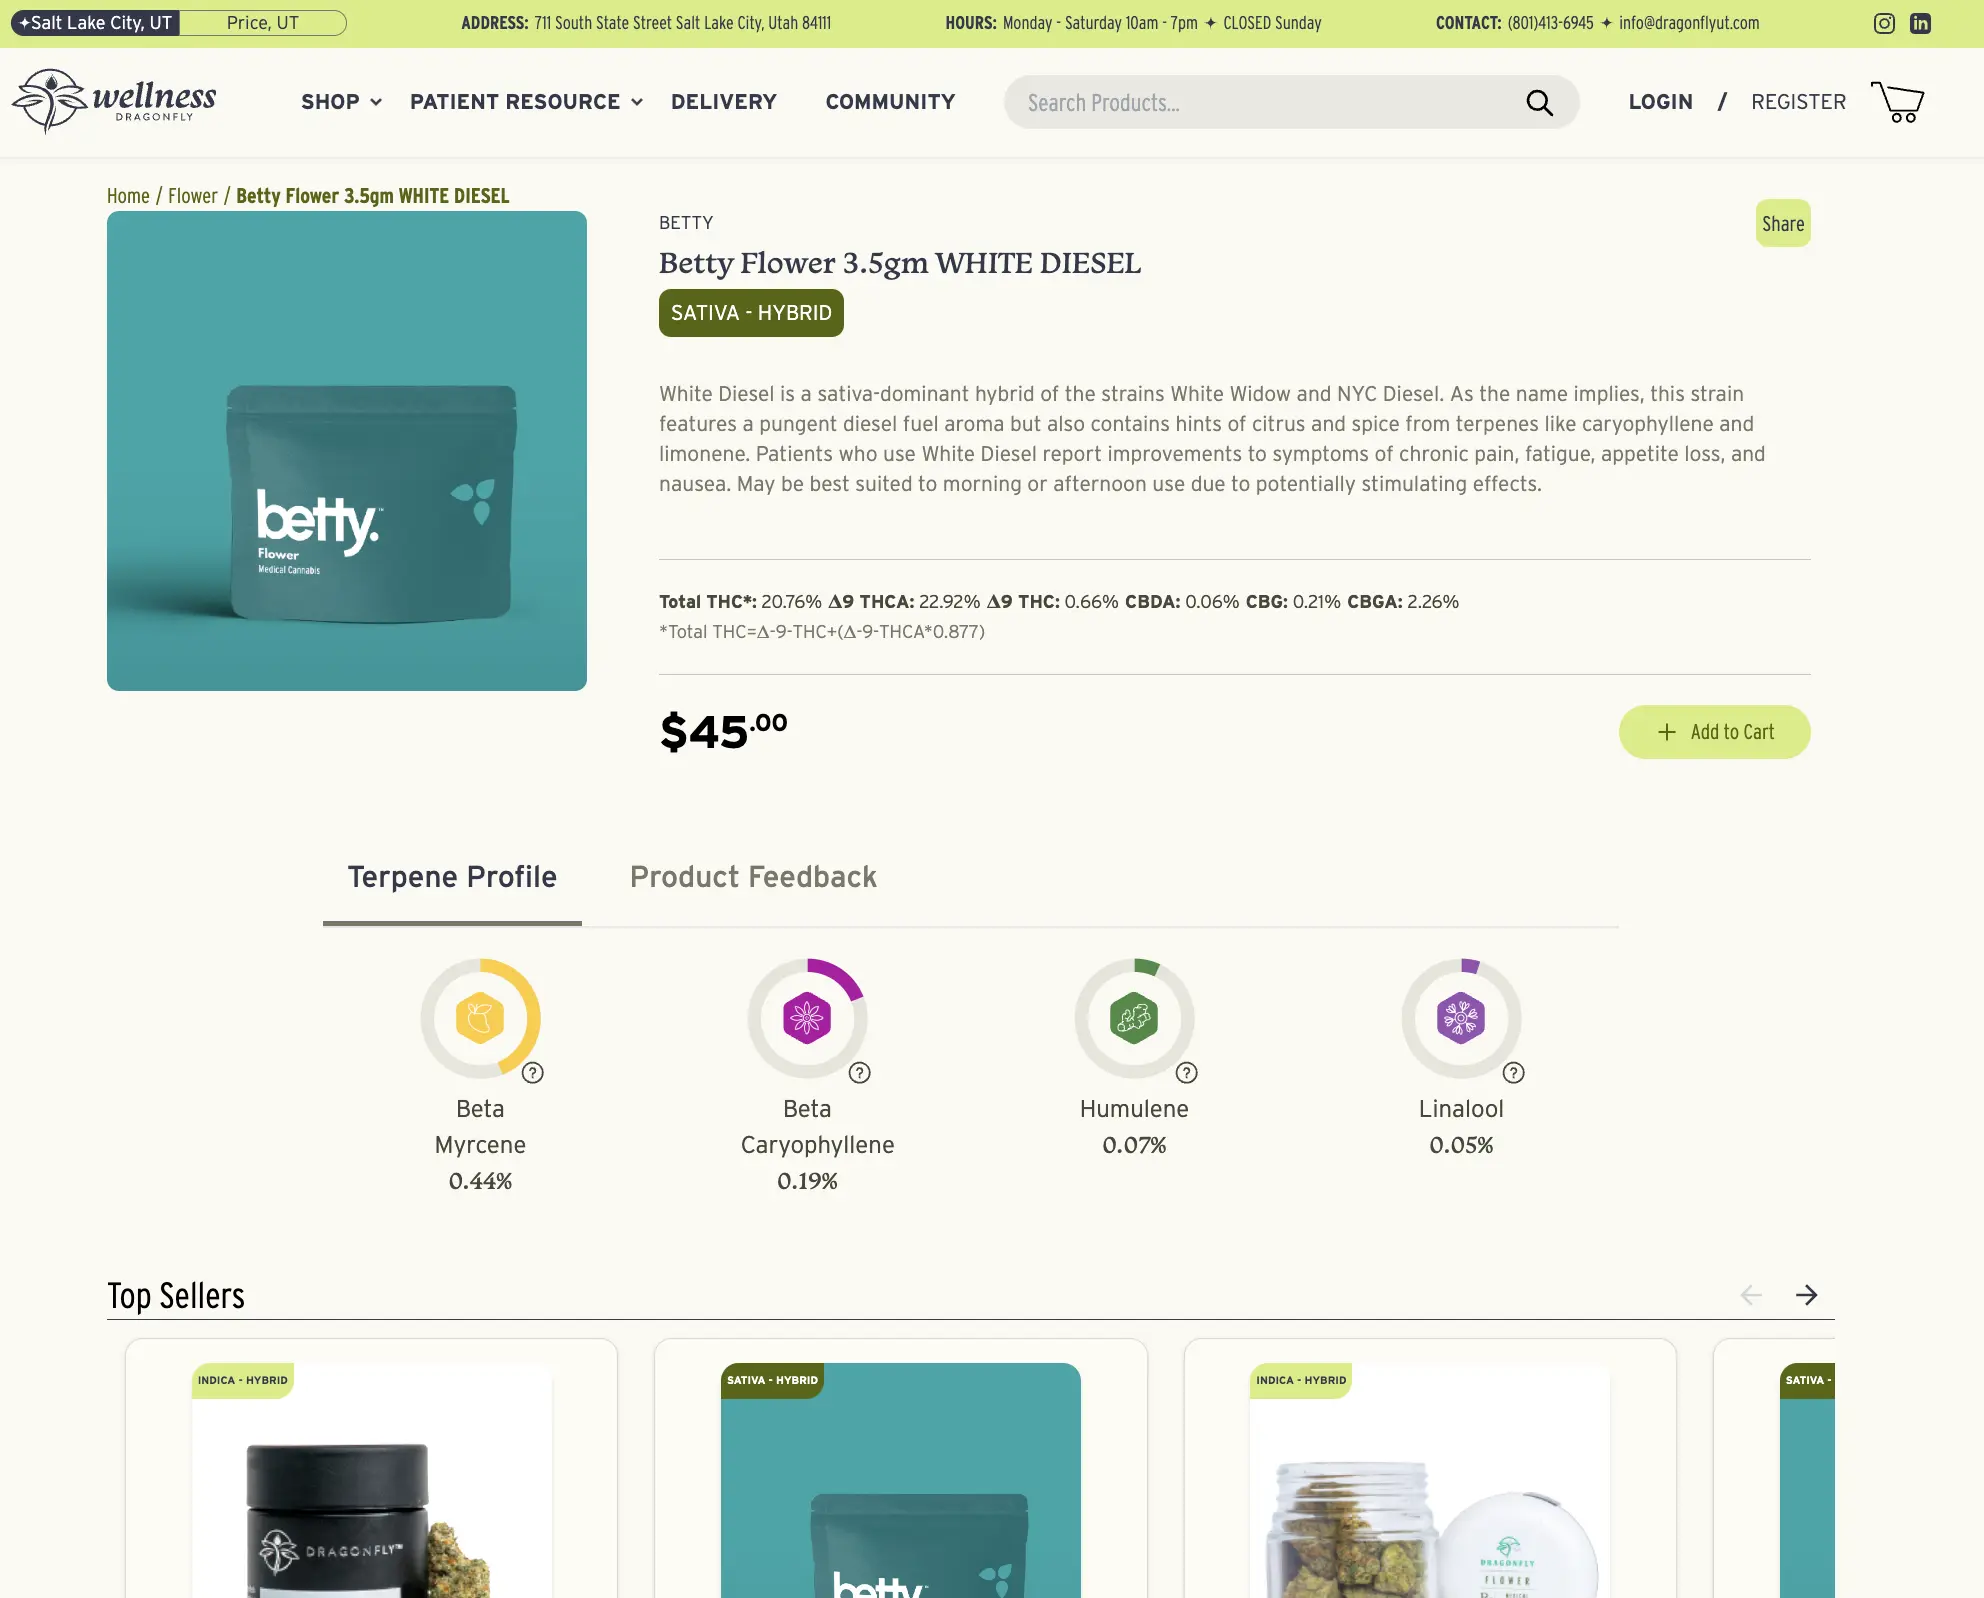 ✦Salt Lake City, UT
Price, UT
ADDRESS: 711 South State Street Salt Lake City, Utah 84111
HOURS: Monday - Saturday 10am - 7pm ✦ CLOSED Sunday
CONTACT: (801)413-6945 ✦ info@dragonflyut.com
wellness
DRAGONFLY
SHOP
PATIENT RESOURCE
DELIVERY
COMMUNITY
Search Products...
LOGIN / REGISTER
Home / Flower / Betty Flower 3.5gm WHITE DIESEL
betty.™
Flower
Medical Cannabis
BETTY
Share
Betty Flower 3.5gm WHITE DIESEL
SATIVA - HYBRID
White Diesel is a sativa-dominant hybrid of the strains White Widow and NYC Diesel. As the name implies, this strain
features a pungent diesel fuel aroma but also contains hints of citrus and spice from terpenes like caryophyllene and
limonene. Patients who use White Diesel report improvements to symptoms of chronic pain, fatigue, appetite loss, and
nausea. May be best suited to morning or afternoon use due to potentially stimulating effects.
Total THC*: 20.76% Δ9 THCA: 22.92% Δ9 THC: 0.66% CBDA: 0.06% CBG: 0.21% CBGA: 2.26%
*Total THC=Δ-9-THC+(Δ-9-THCA*0.877)
$45.00
+ Add to Cart
Terpene Profile
Product Feedback
?
?
?
?
Beta
Myrcene
0.44%
Beta
Caryophyllene
0.19%
Humulene
0.07%
Linalool
0.05%
Top Sellers
INDICA - HYBRID
DRAGONFLY™
SATIVA - HYBRID
betty
INDICA - HYBRID
DRAGONFLY
FLOWER
SATIVA -